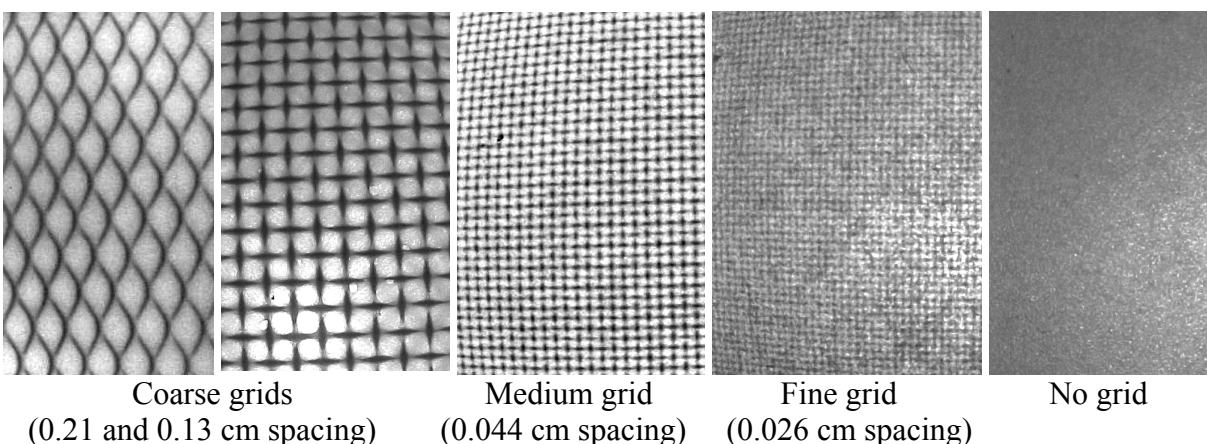 Coarse grids
(0.21 and 0.13 cm spacing)
Medium grid
(0.044 cm spacing)
Fine grid
(0.026 cm spacing)
No grid